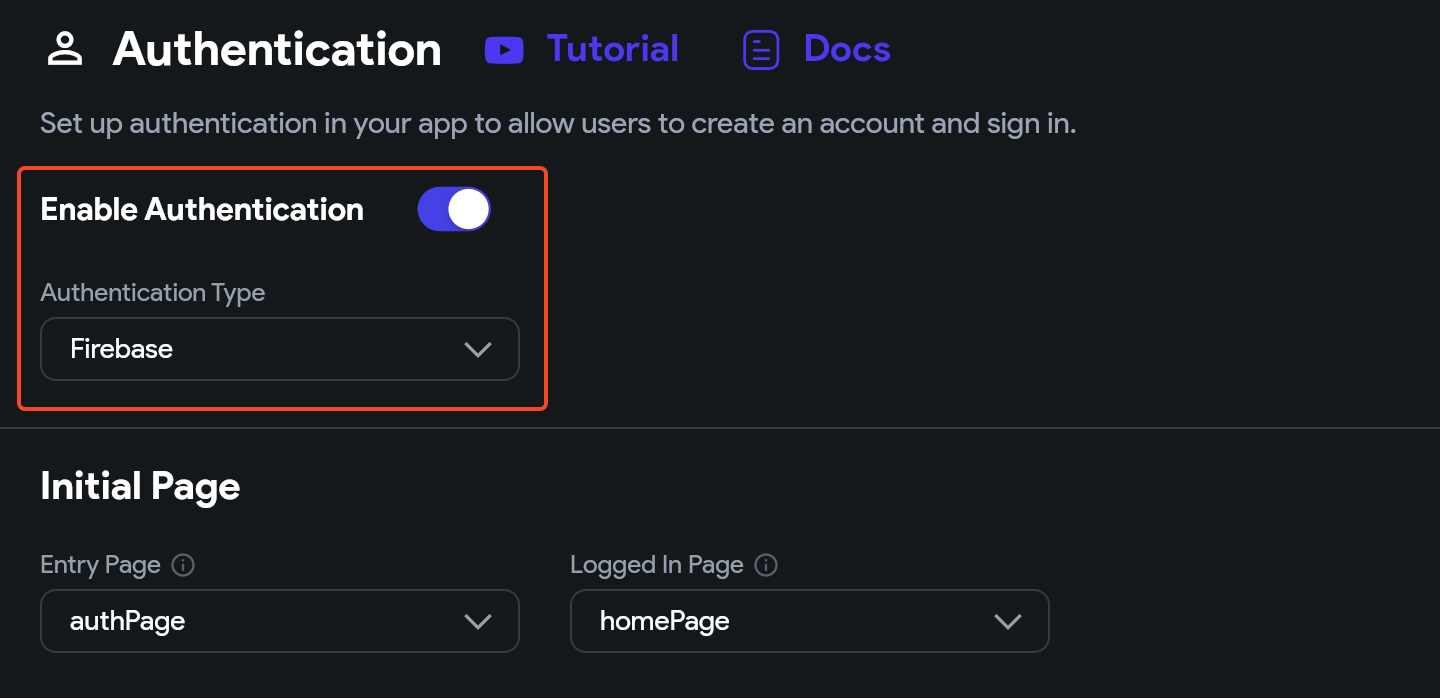 Authentication Tutorial Docs
Set up authentication in your app to allow users to create an account and sign in.
Enable Authentication
Authentication Type
Firebase
Initial Page
Entry Page Logged In Page
authPage homePage